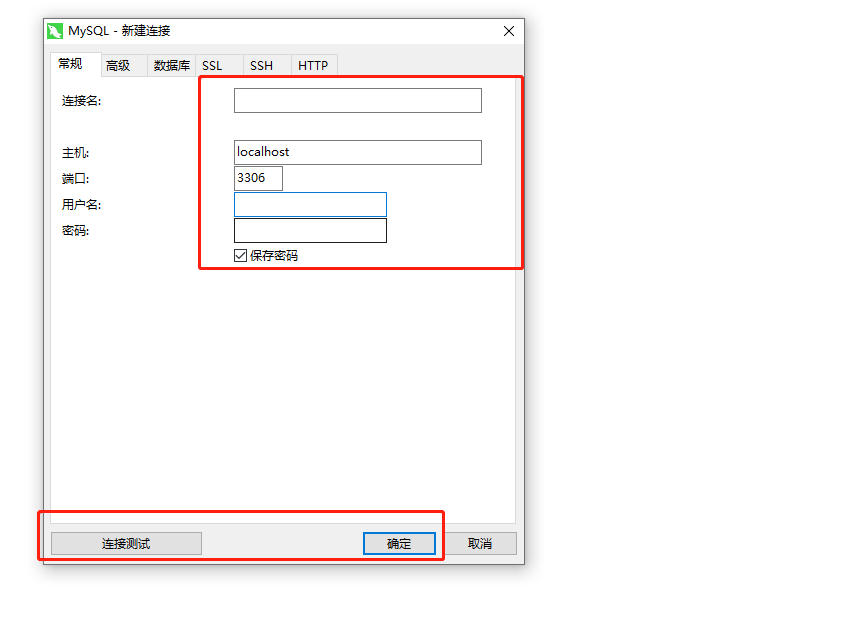 MySQL - 新建连接
常规 高级 数据库 SSL SSH HTTP
连接名:
主机: localhost
端口: 3306
用户名:
密码:
保存密码
连接测试 确定 取消